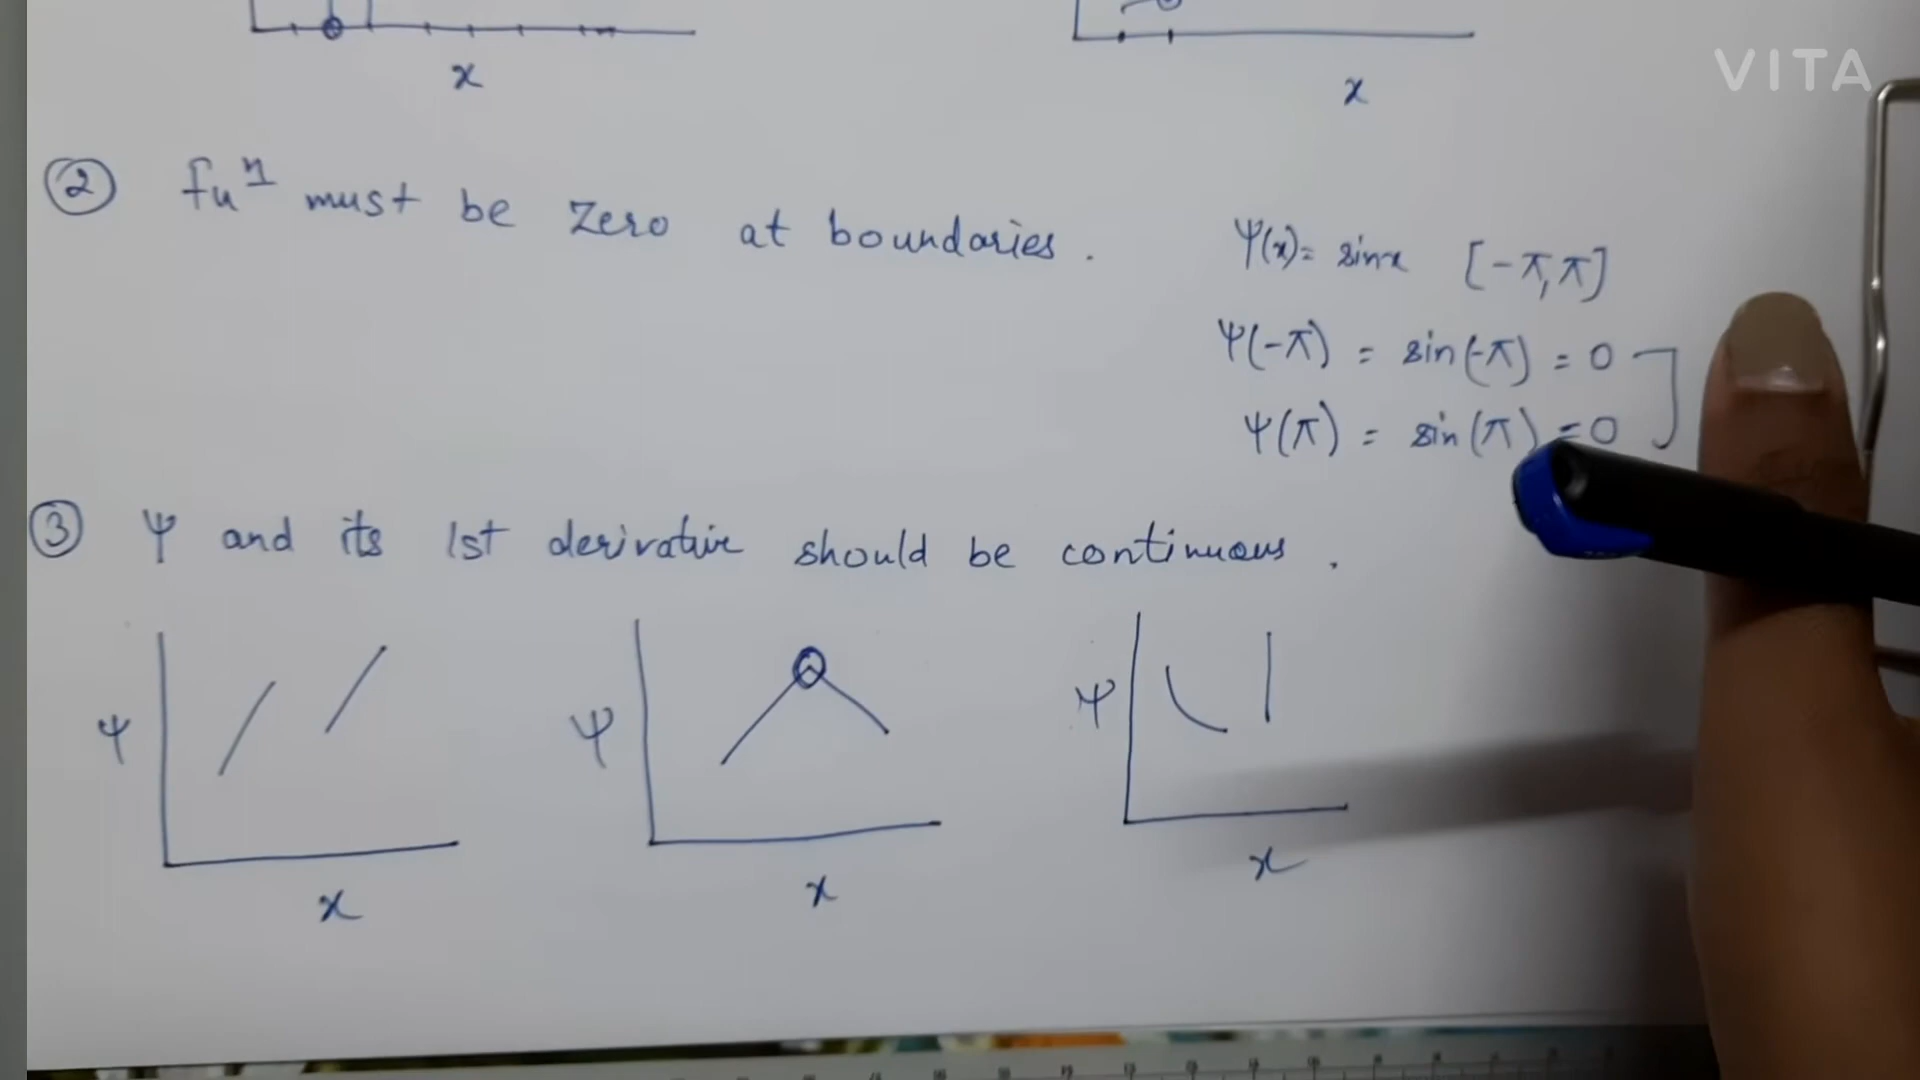 x
x
VITA
② fuⁿ must be zero at boundaries.
Ψ(x)= sinx [-π,π]
Ψ(-π) = sin(-π) = 0
Ψ(π) = sin(π) =0
③ Ψ and its 1st derivative should be continuous.
Ψ
Ψ
Ψ
x
x
x